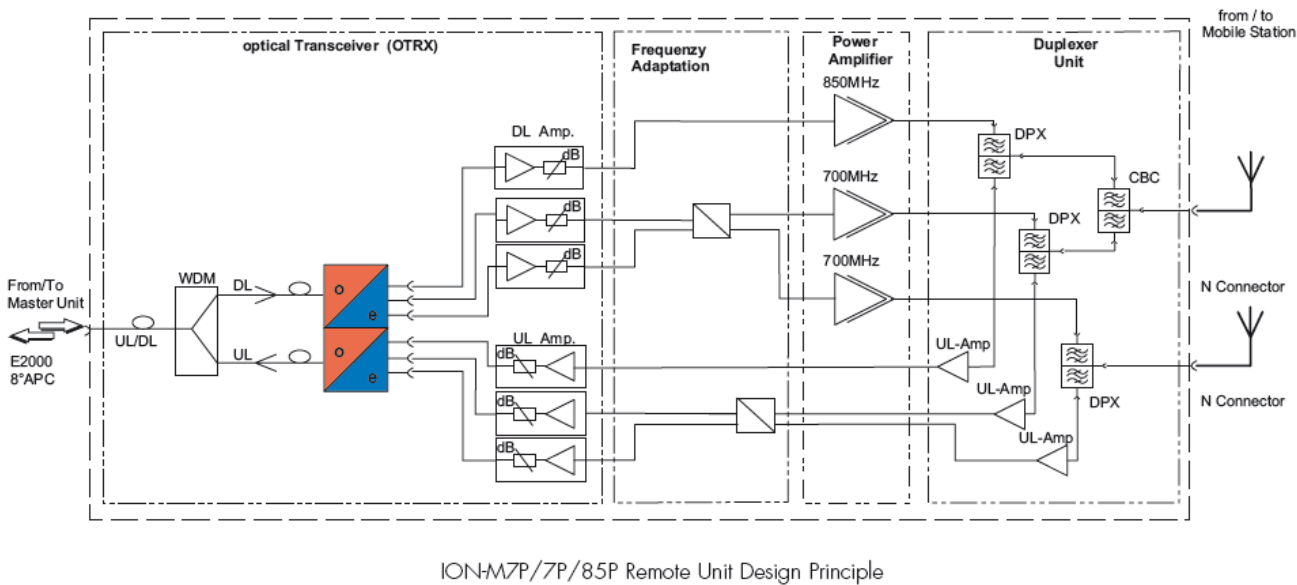 from / to
Mobile Station
optical Transceiver (OTRX)
Frequenzy
Adaptation
Power
Amplifier
Duplexer
Unit
850MHz
DL Amp.
dB
DPX
700MHz
CBC
dB
DPX
dB
700MHz
WDM
From/To
Master Unit
DL
o
e
N Connector
UL/DL
E2000
8°APC
UL
o
e
UL Amp.
dB
UL-Amp
dB
UL-Amp
DPX
N Connector
dB
UL-Amp
ION-M7P/7P/85P Remote Unit Design Principle